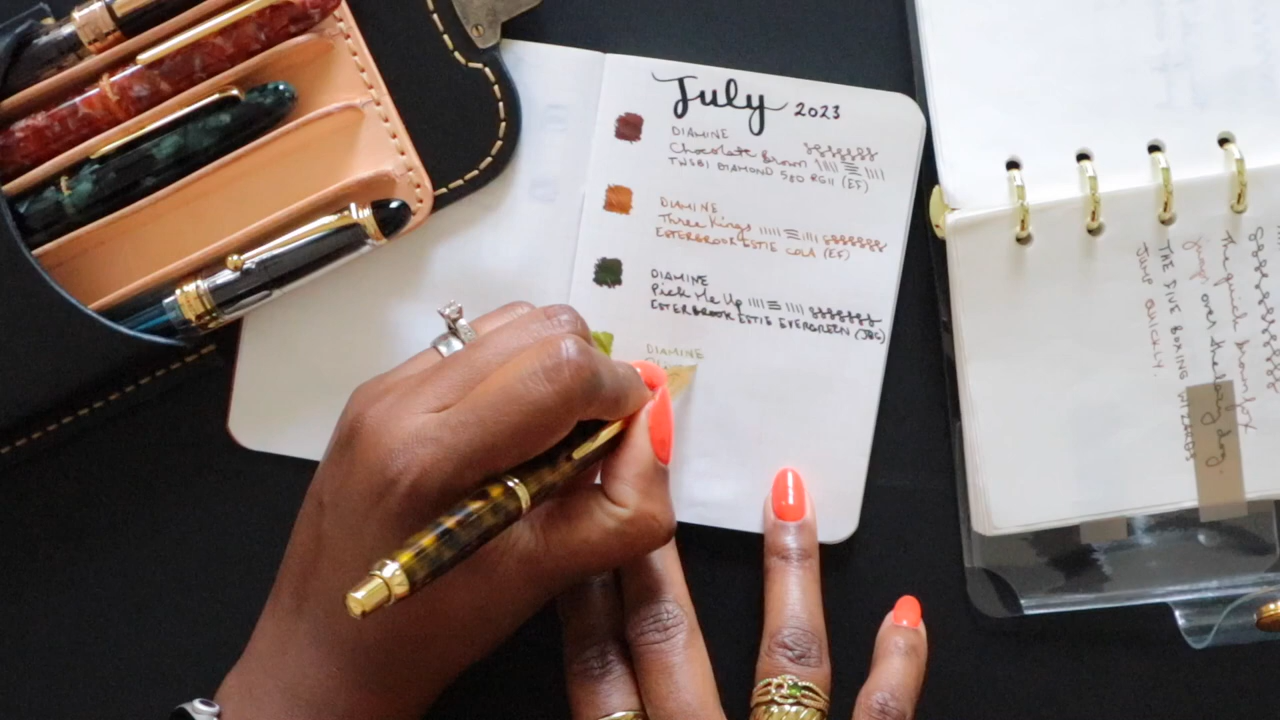 July 2023
DIAMINE
Chocolate Brown
TWSBI DIAMOND 580 RGII (EF)
DIAMINE
Three Kings
ESTERBROOK ESTIE COLA (EF)
DIAMINE
Pick Me Up
ESTERBROOK ESTIE EVERGREEN (JBG)
DIAMINE
The quick brown fox
jumps over the lazy dog.
THE FIVE BOXING WIZARDS
JUMP QUICKLY.